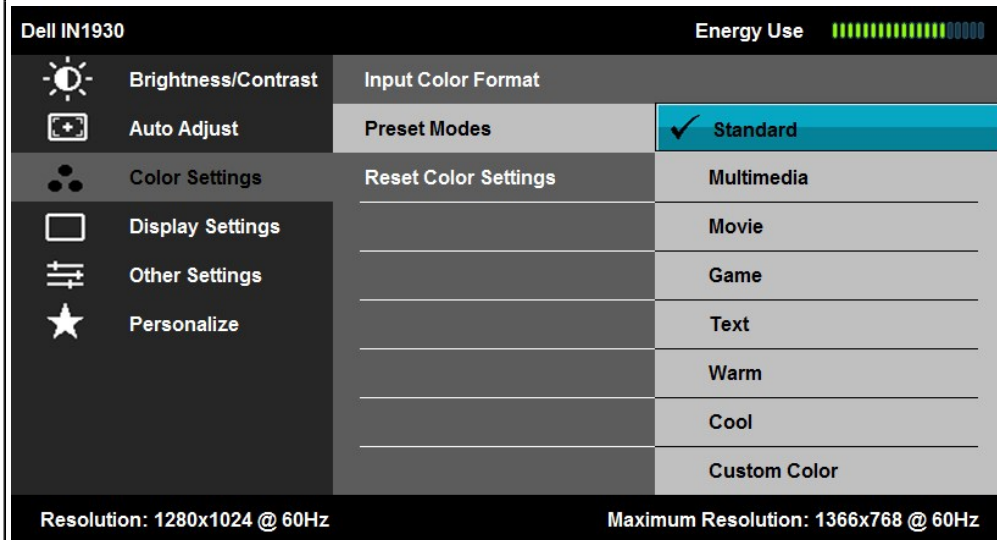 Dell IN1930 Energy Use
Brightness/Contrast Input Color Format
Auto Adjust Preset Modes Standard
Color Settings Reset Color Settings Multimedia
Display Settings Movie
Other Settings Game
Personalize Text
Warm
Cool
Custom Color
Resolution: 1280x1024 @ 60Hz Maximum Resolution: 1366x768 @ 60Hz